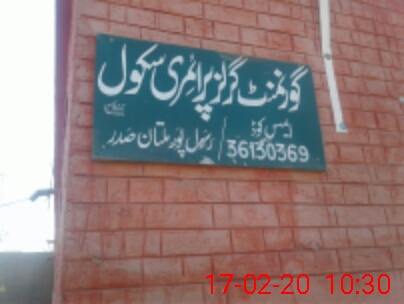 گورنمنٹ گرلز پرائمری سکول
ایمس کوڈ
36130369
رسول پور ملتان صدر
17-02-20 10:30